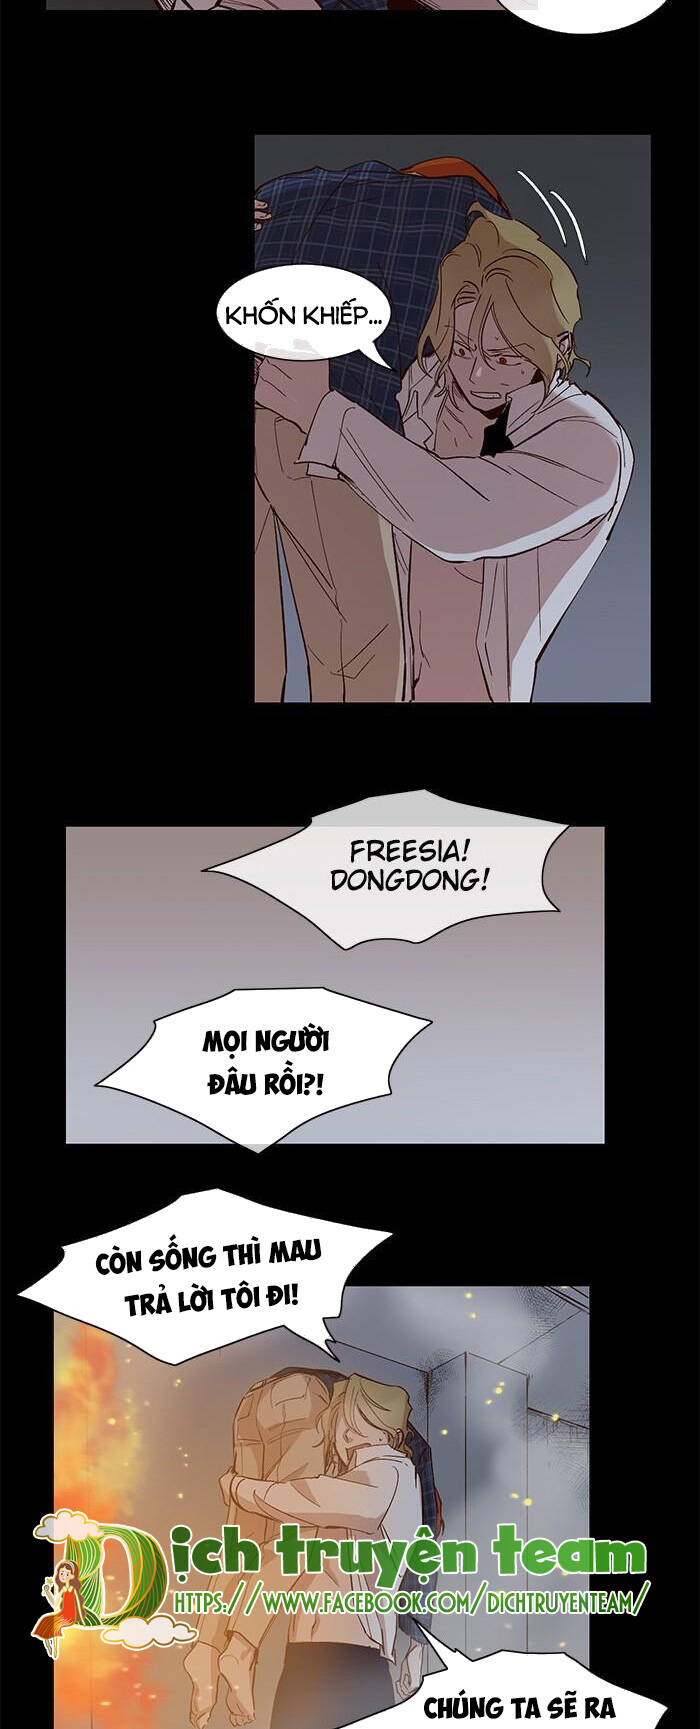 KHỐN KHIẾP...
FREESIA!
DONGDONG!
MỌI NGƯỜI
ĐÂU RỒI?!
CÒN SỐNG THÌ MAU
TRẢ LỜI TÔI ĐI!
Dịch truyện team
HTTPS://WWW.FACEBOOK.COM/DICHTRUYENTEAM/
CHÚNG TA SẼ RA